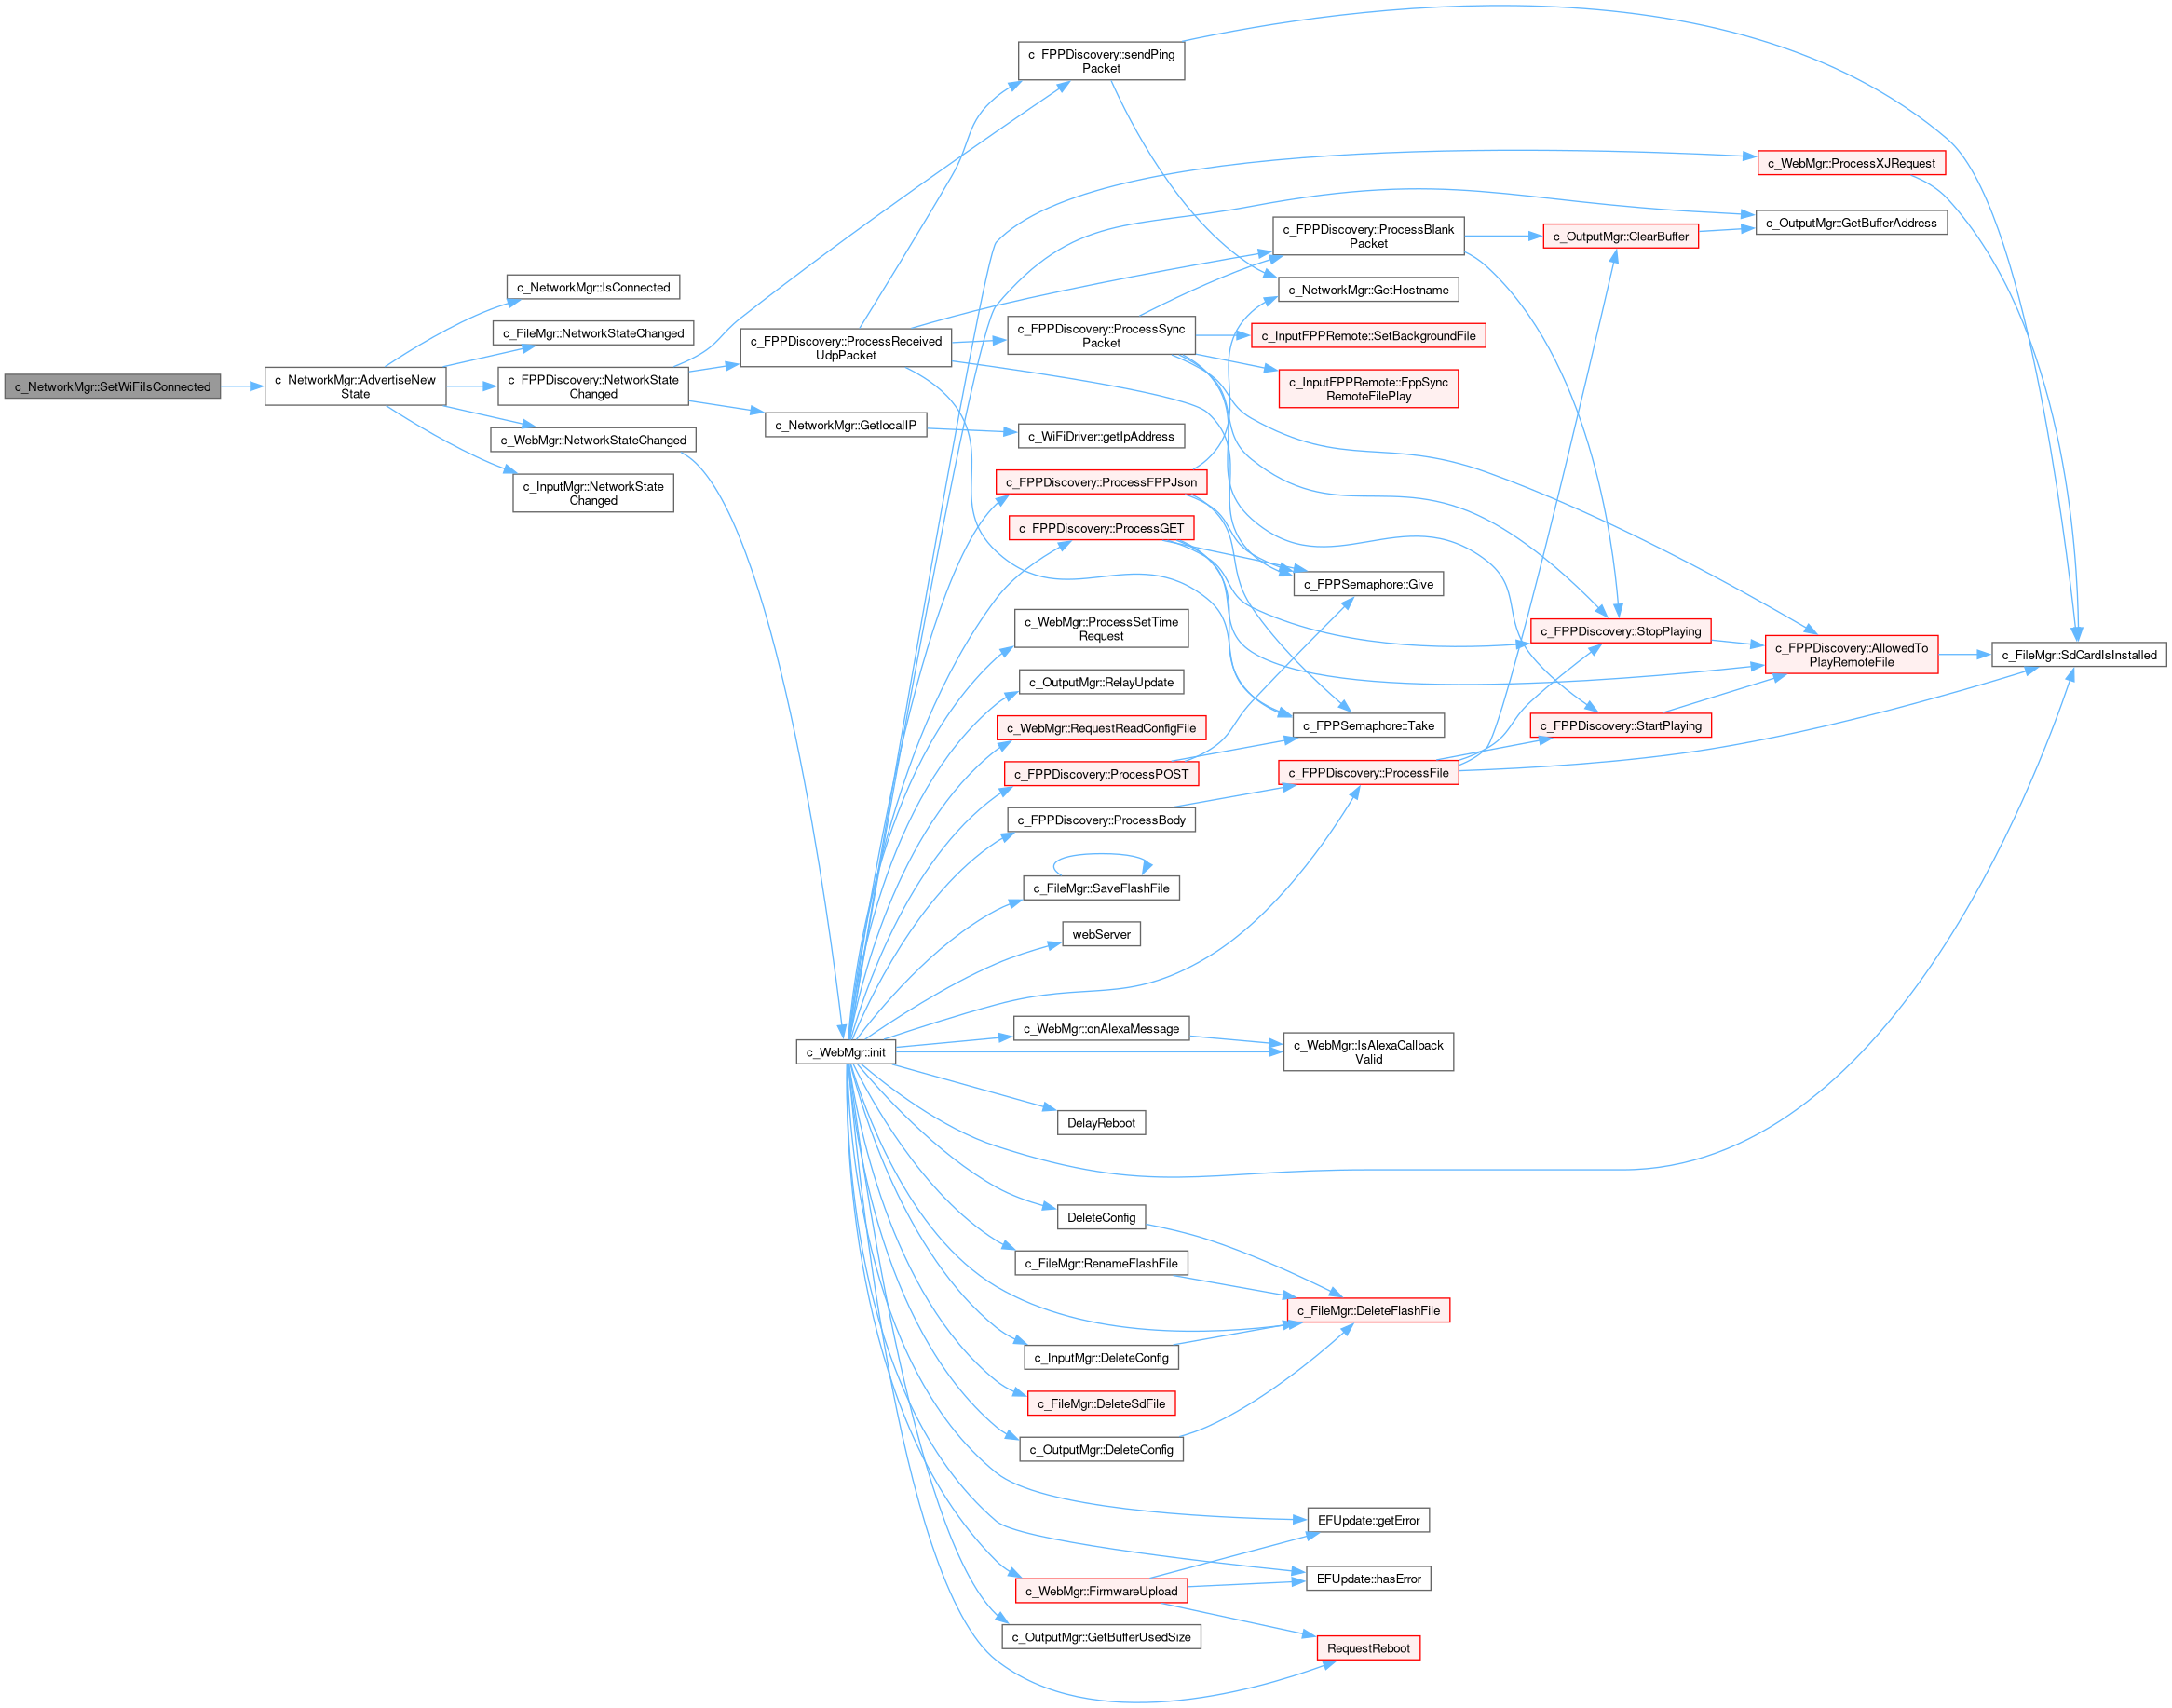 c_NetworkMgr::SetWiFiIsConnected
c_NetworkMgr::AdvertiseNew
State
c_NetworkMgr::IsConnected
c_FileMgr::NetworkStateChanged
c_FPPDiscovery::NetworkState
Changed
c_WebMgr::NetworkStateChanged
c_InputMgr::NetworkState
Changed
c_FPPDiscovery::ProcessReceived
UdpPacket
c_NetworkMgr::GetlocalIP
c_WebMgr::init
c_FPPDiscovery::sendPing
Packet
c_FPPDiscovery::ProcessSync
Packet
c_WiFiDriver::getIpAddress
c_FPPDiscovery::ProcessFPPJson
c_FPPDiscovery::ProcessGET
c_WebMgr::ProcessSetTime
Request
c_OutputMgr::RelayUpdate
c_WebMgr::RequestReadConfigFile
c_FPPDiscovery::ProcessPOST
c_FPPDiscovery::ProcessBody
c_FileMgr::SaveFlashFile
webServer
c_WebMgr::onAlexaMessage
DelayReboot
DeleteConfig
c_FileMgr::RenameFlashFile
c_InputMgr::DeleteConfig
c_FileMgr::DeleteSdFile
c_OutputMgr::DeleteConfig
c_WebMgr::FirmwareUpload
c_OutputMgr::GetBufferUsedSize
c_FPPDiscovery::ProcessBlank
Packet
c_NetworkMgr::GetHostname
c_InputFPPRemote::SetBackgroundFile
c_InputFPPRemote::FppSync
RemoteFilePlay
c_FPPSemaphore::Give
c_FPPSemaphore::Take
c_FPPDiscovery::ProcessFile
c_WebMgr::IsAlexaCallback
Valid
c_FileMgr::DeleteFlashFile
EFUpdate::getError
EFUpdate::hasError
RequestReboot
c_OutputMgr::ClearBuffer
c_FPPDiscovery::StopPlaying
c_FPPDiscovery::StartPlaying
c_WebMgr::ProcessXJRequest
c_OutputMgr::GetBufferAddress
c_FPPDiscovery::AllowedTo
PlayRemoteFile
c_FileMgr::SdCardIsInstalled